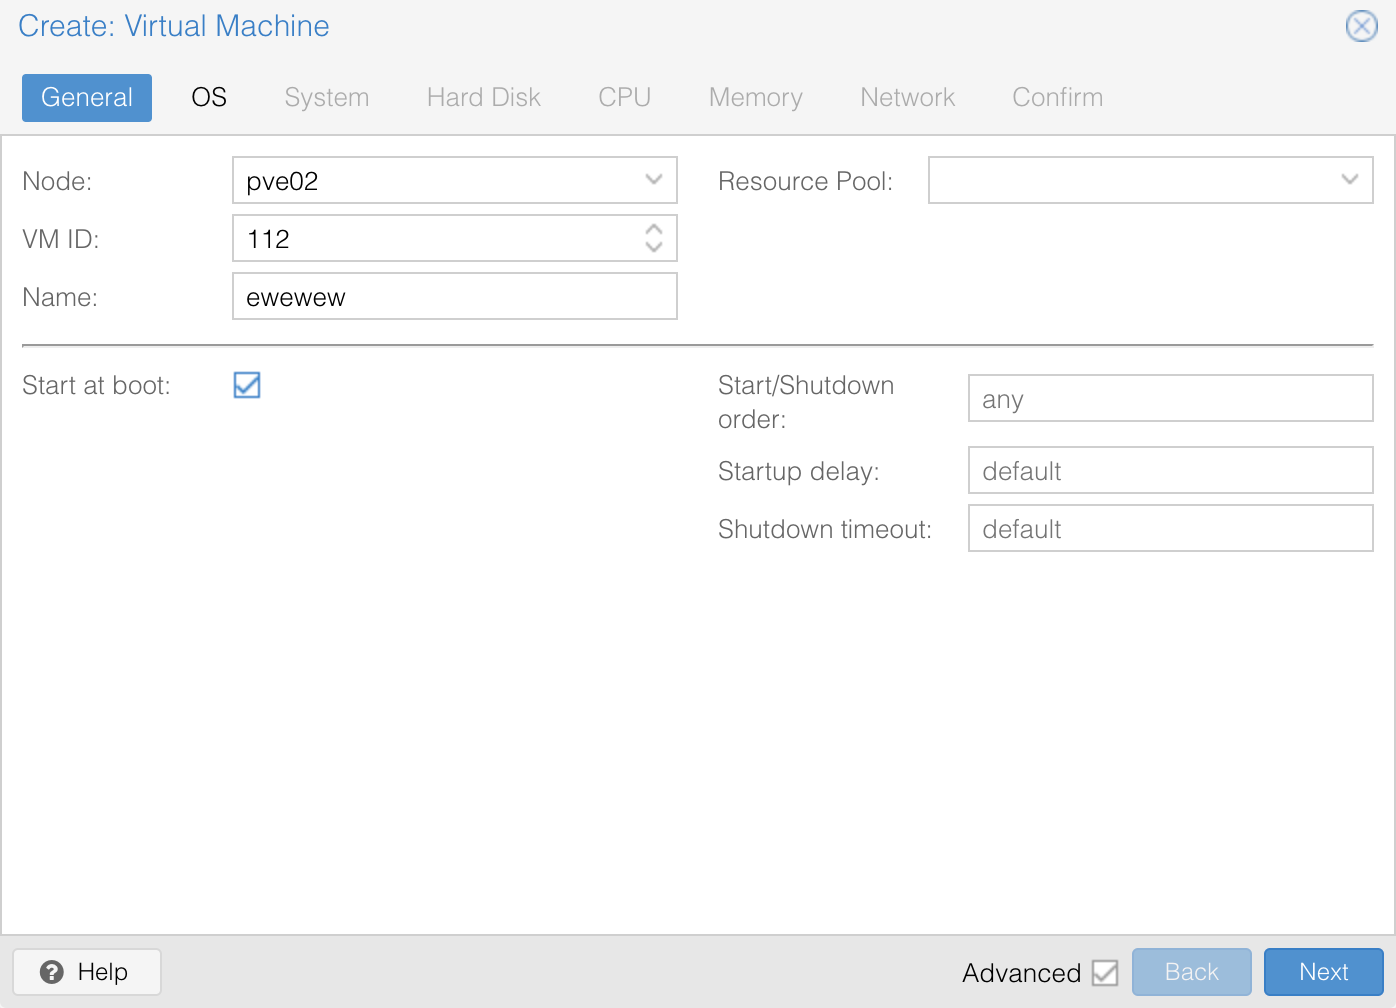 Create: Virtual Machine
General OS System Hard Disk CPU Memory Network Confirm
Node: pve02 Resource Pool:
VM ID: 112
Name: ewewew
Start at boot: Start/Shutdown order: any
Startup delay: default
Shutdown timeout: default
Help Advanced Back Next